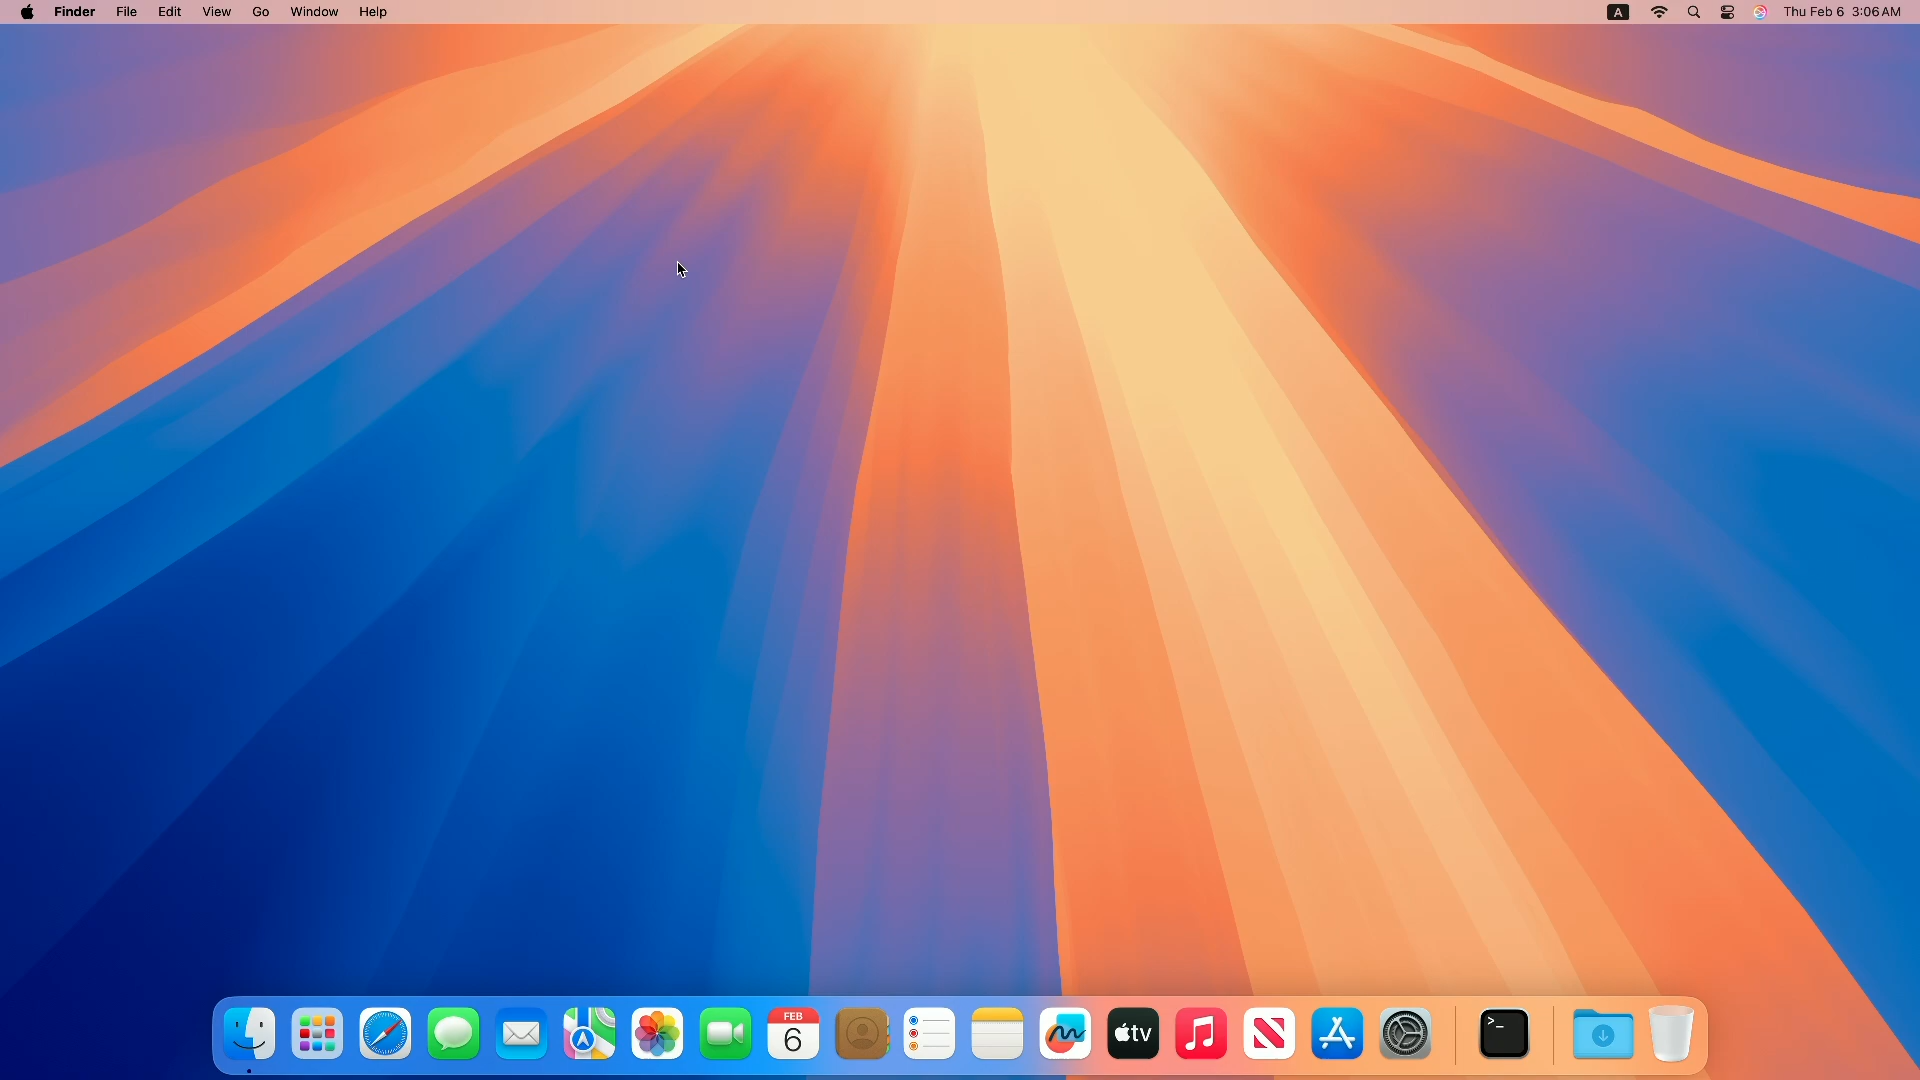 Finder File Edit View Go Window Help A Thu Feb 6 3:06 AM
FEB
6
tv
>_